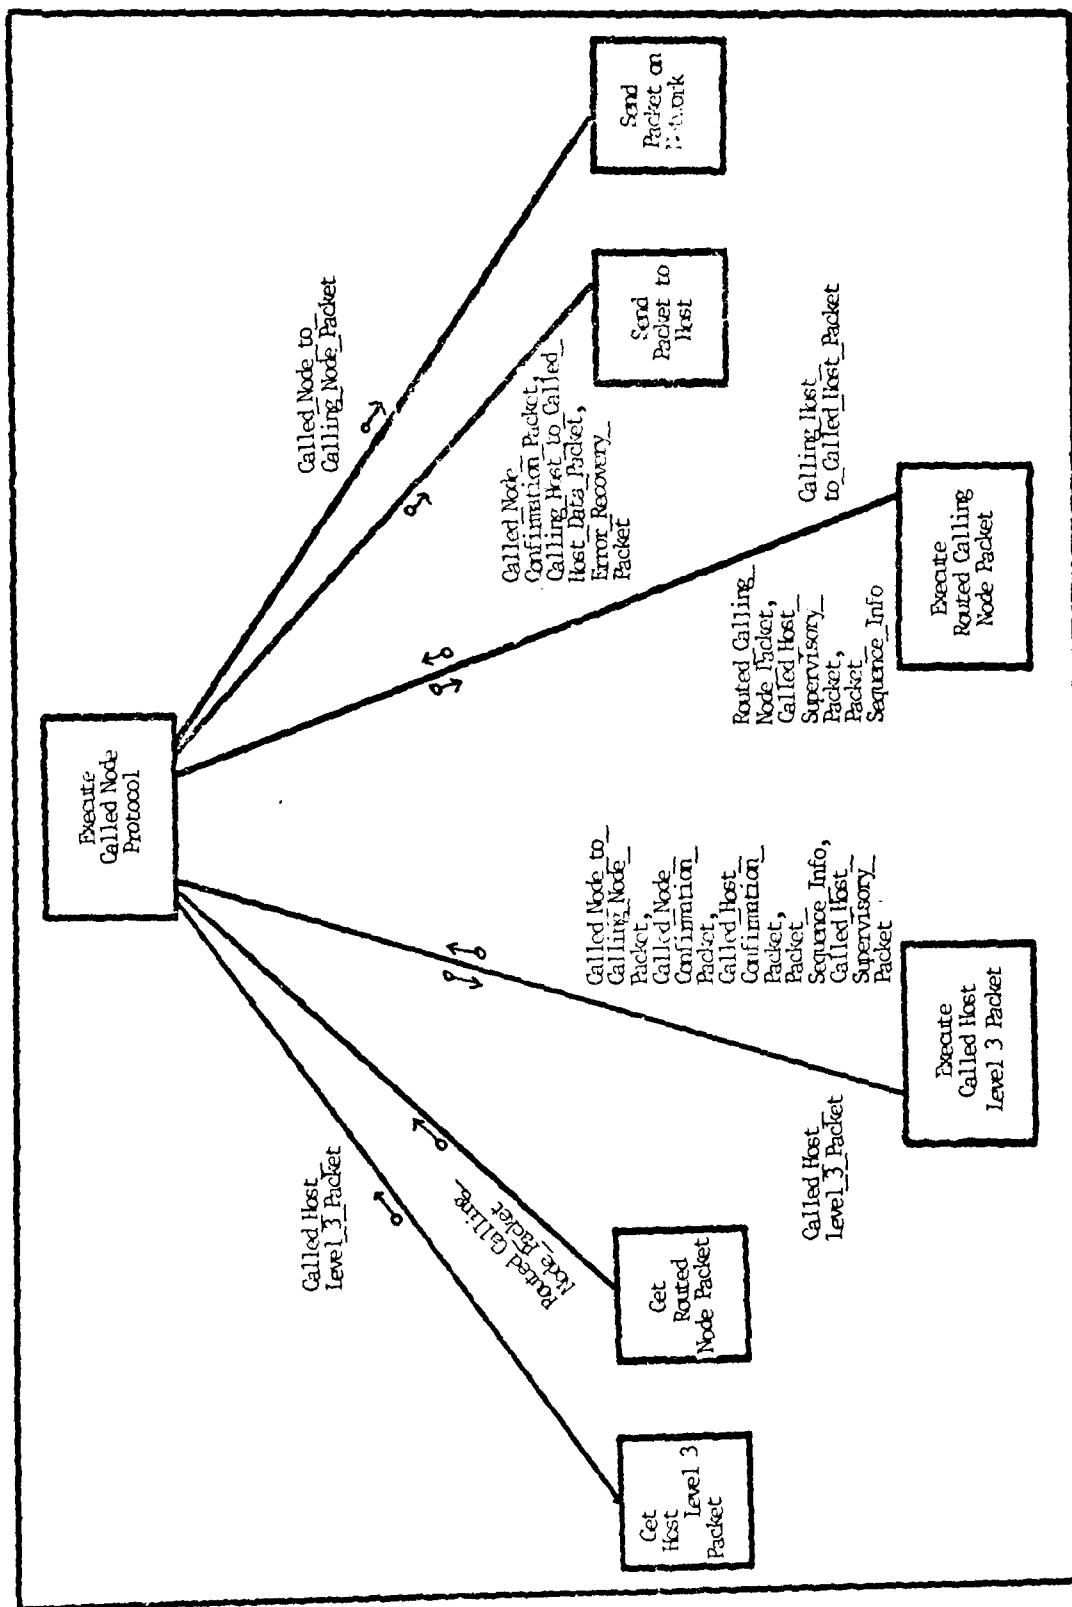 Execute
Called Node
Protocol
Called Host_
Level_3_Packet
Routed_Calling_
Node_Packet
Called_Node_to
Calling_Node_Packet
Called_Node_
Confirmation_Packet,
Calling_Host_to_Called_
Host_Data_Packet,
Error_Recovery_
Packet
Called_Host_
Level_3_Packet
Called_Node_to_
Calling_Node_
Packet,
Called_Node_
Confirmation_
Packet,
Called_Host_
Confirmation_
Packet,
Packet_
Sequence_Info,
Called_Host_
Supervisory_
Packet
Routed_Calling_
Node_Packet,
Called_Host_
Supervisory_
Packet,
Packet_
Sequence_Info
Calling_Host_
to_Called_Host_Packet
Get
Host Level 3
Packet
Get
Routed
Node Packet
Execute
Called Host
Level 3 Packet
Execute
Routed Calling
Node Packet
Send
Packet to
Host
Send
Packet on